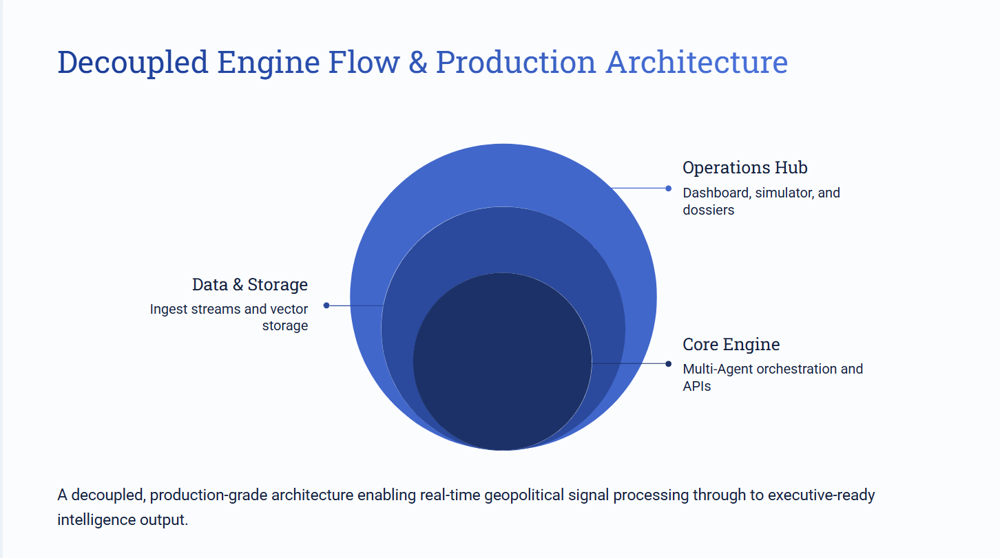 Decoupled Engine Flow & Production Architecture
Operations Hub
Dashboard, simulator, and
dossiers
Data & Storage
Ingest streams and vector
storage
Core Engine
Multi-Agent orchestration and
APIs
A decoupled, production-grade architecture enabling real-time geopolitical signal processing through to executive-ready
intelligence output.